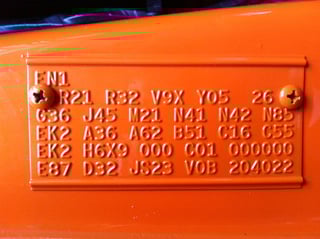 EN1
R21 R32 V9X Y05 26
G36 J45 M21 N41 N42 N85
EK2 A36 A62 B51 C16 C55
EK2 H6X9 000 C01 000000
E87 D32 JS23 V0B 204022